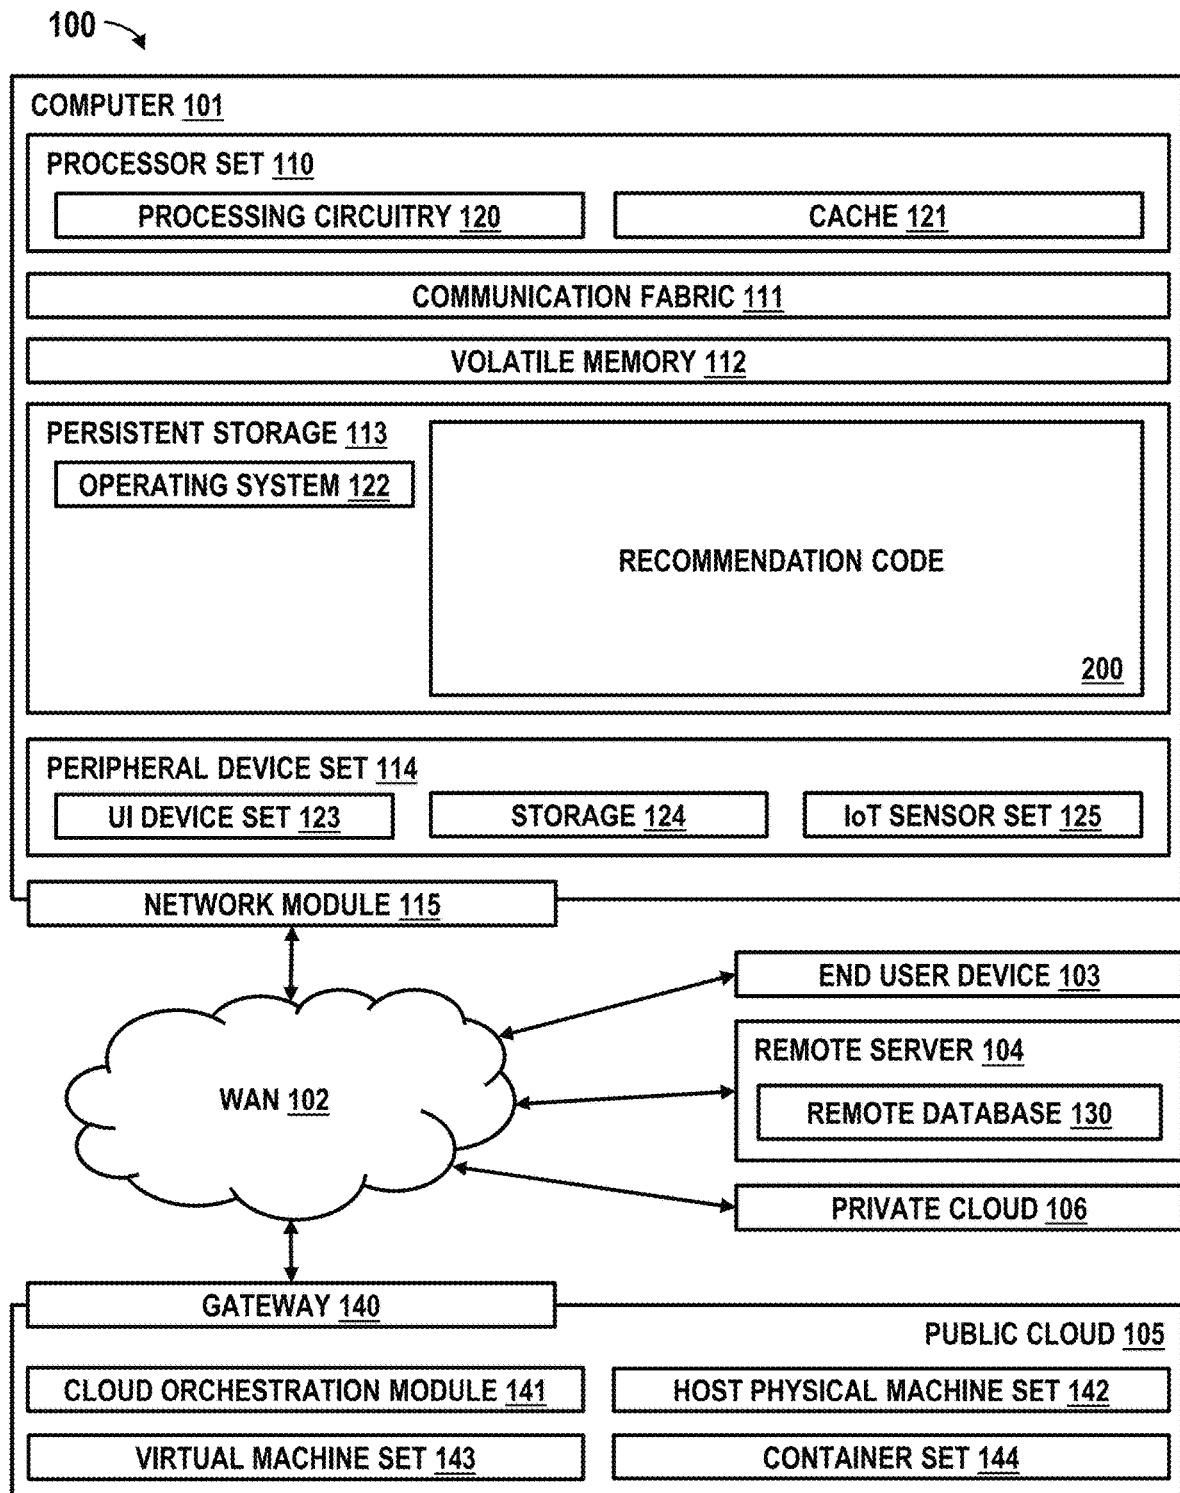 100
COMPUTER 101
PROCESSOR SET 110
PROCESSING CIRCUITRY 120
CACHE 121
COMMUNICATION FABRIC 111
VOLATILE MEMORY 112
PERSISTENT STORAGE 113
OPERATING SYSTEM 122
RECOMMENDATION CODE
200
PERIPHERAL DEVICE SET 114
UI DEVICE SET 123
STORAGE 124
IoT SENSOR SET 125
NETWORK MODULE 115
END USER DEVICE 103
REMOTE SERVER 104
WAN 102
REMOTE DATABASE 130
PRIVATE CLOUD 106
GATEWAY 140
PUBLIC CLOUD 105
CLOUD ORCHESTRATION MODULE 141
HOST PHYSICAL MACHINE SET 142
VIRTUAL MACHINE SET 143
CONTAINER SET 144